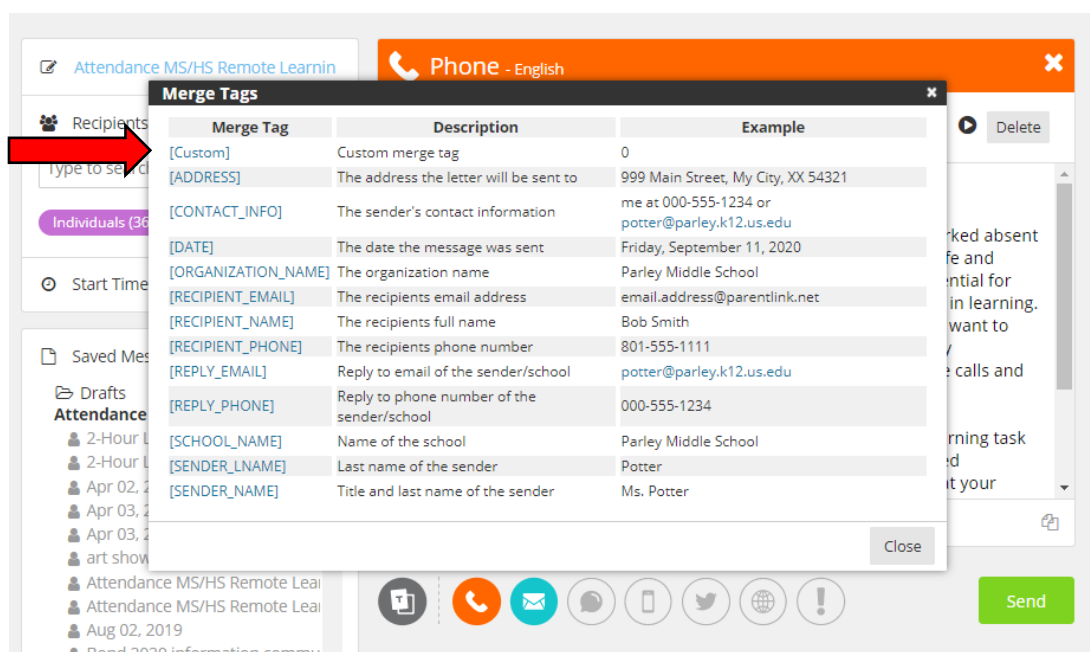 Attendance MS/HS Remote Learnin
Phone - English
Merge Tags
Recipients
Delete
Merge Tag Description Example
[Custom] Custom merge tag 0
[ADDRESS] The address the letter will be sent to 999 Main Street, My City, XX 54321
[CONTACT_INFO] The sender's contact information me at 000-555-1234 or
potter@parley.k12.us.edu
[DATE] The date the message was sent Friday, September 11, 2020
[ORGANIZATION_NAME] The organization name Parley Middle School
[RECIPIENT_EMAIL] The recipients email address email.address@parentlink.net
[RECIPIENT_NAME] The recipients full name Bob Smith
[RECIPIENT_PHONE] The recipients phone number 801-555-1111
[REPLY_EMAIL] Reply to email of the sender/school potter@parley.k12.us.edu
[REPLY_PHONE] Reply to phone number of the
sender/school 000-555-1234
[SCHOOL_NAME] Name of the school Parley Middle School
[SENDER_LNAME] Last name of the sender Potter
[SENDER_NAME] Title and last name of the sender Ms. Potter
Close
Type to
Individuals (36
Start Time
Saved Mes
Drafts
Attendance
2-Hour L
2-Hour L
Apr 02, 2
Apr 03, 2
Apr 03, 2
art show
Attendance MS/HS Remote Lear
Attendance MS/HS Remote Lear
Aug 02, 2019
rked absent
fe and
ential for
in learning.
want to
y
e calls and
rning task
ed
at your
T
Send